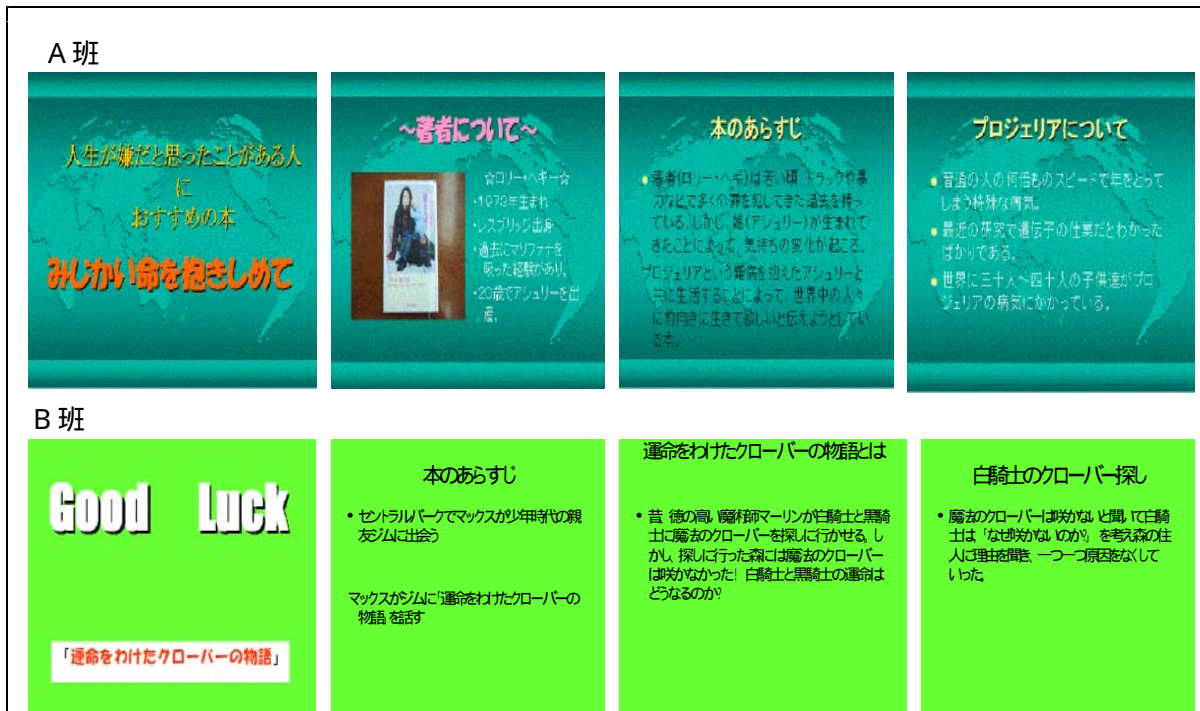 A 班
人生が嫌だと思ったことがある人
に
おすすめの本
みじかい命を抱きしめて
～著者について～
☆ロリー・ヘギー☆
・1973年生まれ
・レスブリッジ出身
・過去にマリファナを
吸った経験があり、
・20歳でアシュリーを出
産。
本のあらすじ
● 著者(ロリー・ヘギ)は若い頃、ドラッグや暴
力などで多くの罪を犯してきた過去を持っ
ている。しかし、娘(アシュリー)が生まれて
きたことによって、気持ちの変化が起こる。
プロジェリアという難病を抱えたアシュリーと
共に生活することによって、世界中の人々
に前向きに生きて欲しいと伝えようとしてい
る本。
プロジェリアについて
● 普通の人の何倍ものスピードで年をとって
しまう特殊な病気。
● 最近の研究で遺伝子の仕業だとわかった
ばかりである。
● 世界に三十人～四十人の子供達がプロ
ジェリアの病気にかかっている。
B 班
Good Luck
「運命をわけたクローバーの物語」
本のあらすじ
• セントラルパークでマックスが少年時代の親
友ジムに出会う
マックスがジムに「運命をわけたクローバーの
物語」を話す
運命をわけたクローバーの物語とは
• 昔、徳の高い魔術師マーリンが白騎士と黒騎
士に魔法のクローバーを探しに行かせる。し
かし、探しに行った森には魔法のクローバー
は咲かなかった！白騎士と黒騎士の運命は
どうなるのか？
白騎士のクローバー探し
• 魔法のクローバーは咲かないと聞いて白騎
士は「なぜ咲かないのか」を考え森の住
人に理由を聞き、一つ一つ原因をなくして
いった。